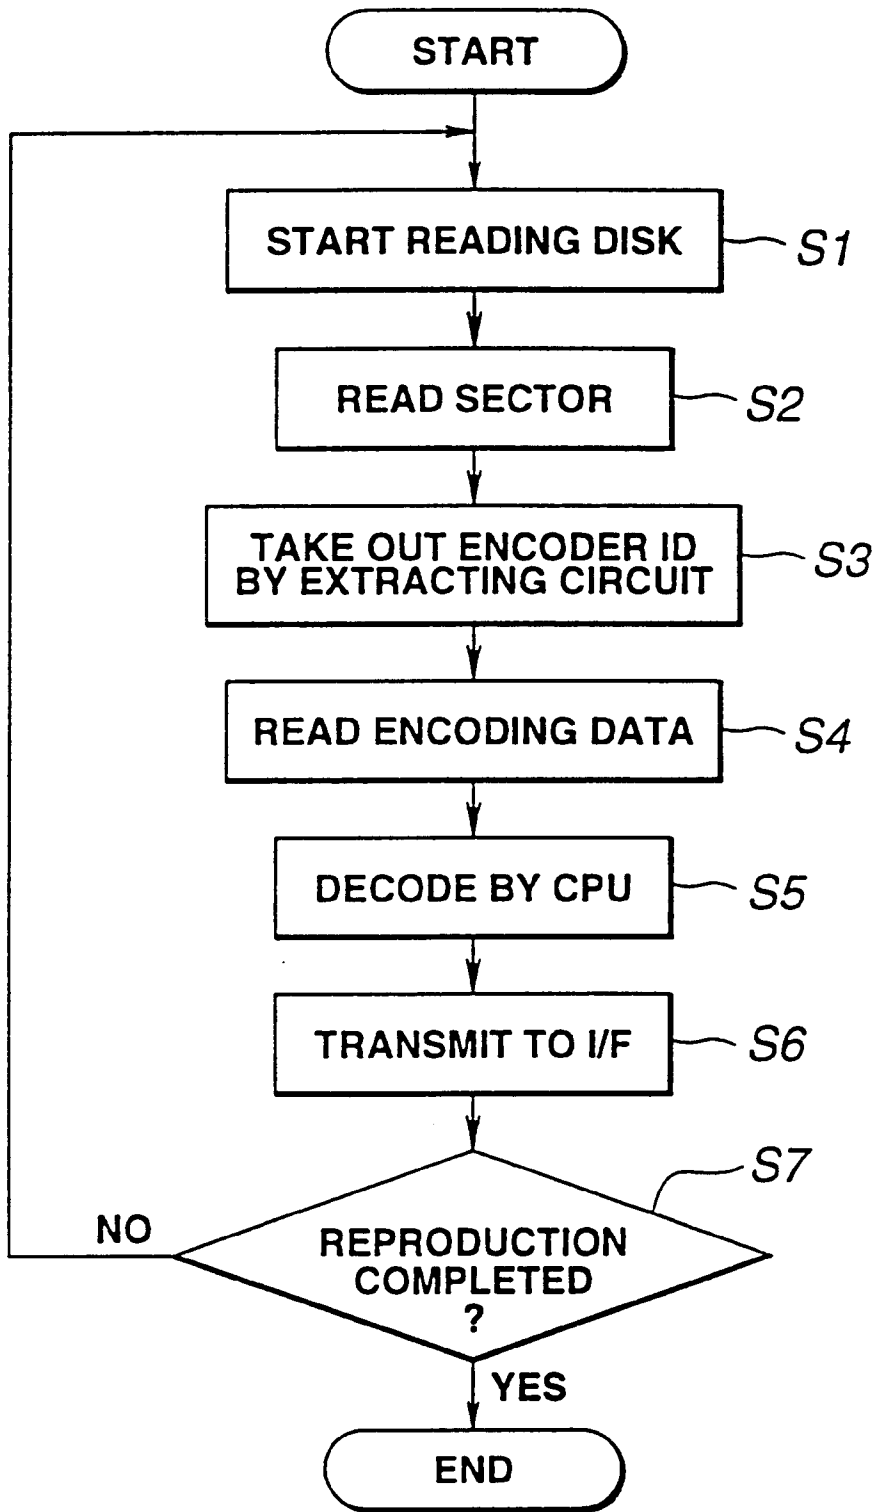 START
START READING DISK
S1
READ SECTOR
S2
TAKE OUT ENCODER ID
BY EXTRACTING CIRCUIT
S3
READ ENCODING DATA
S4
DECODE BY CPU
S5
TRANSMIT TO I/F
S6
S7
NO
REPRODUCTION
COMPLETED
?
YES
END